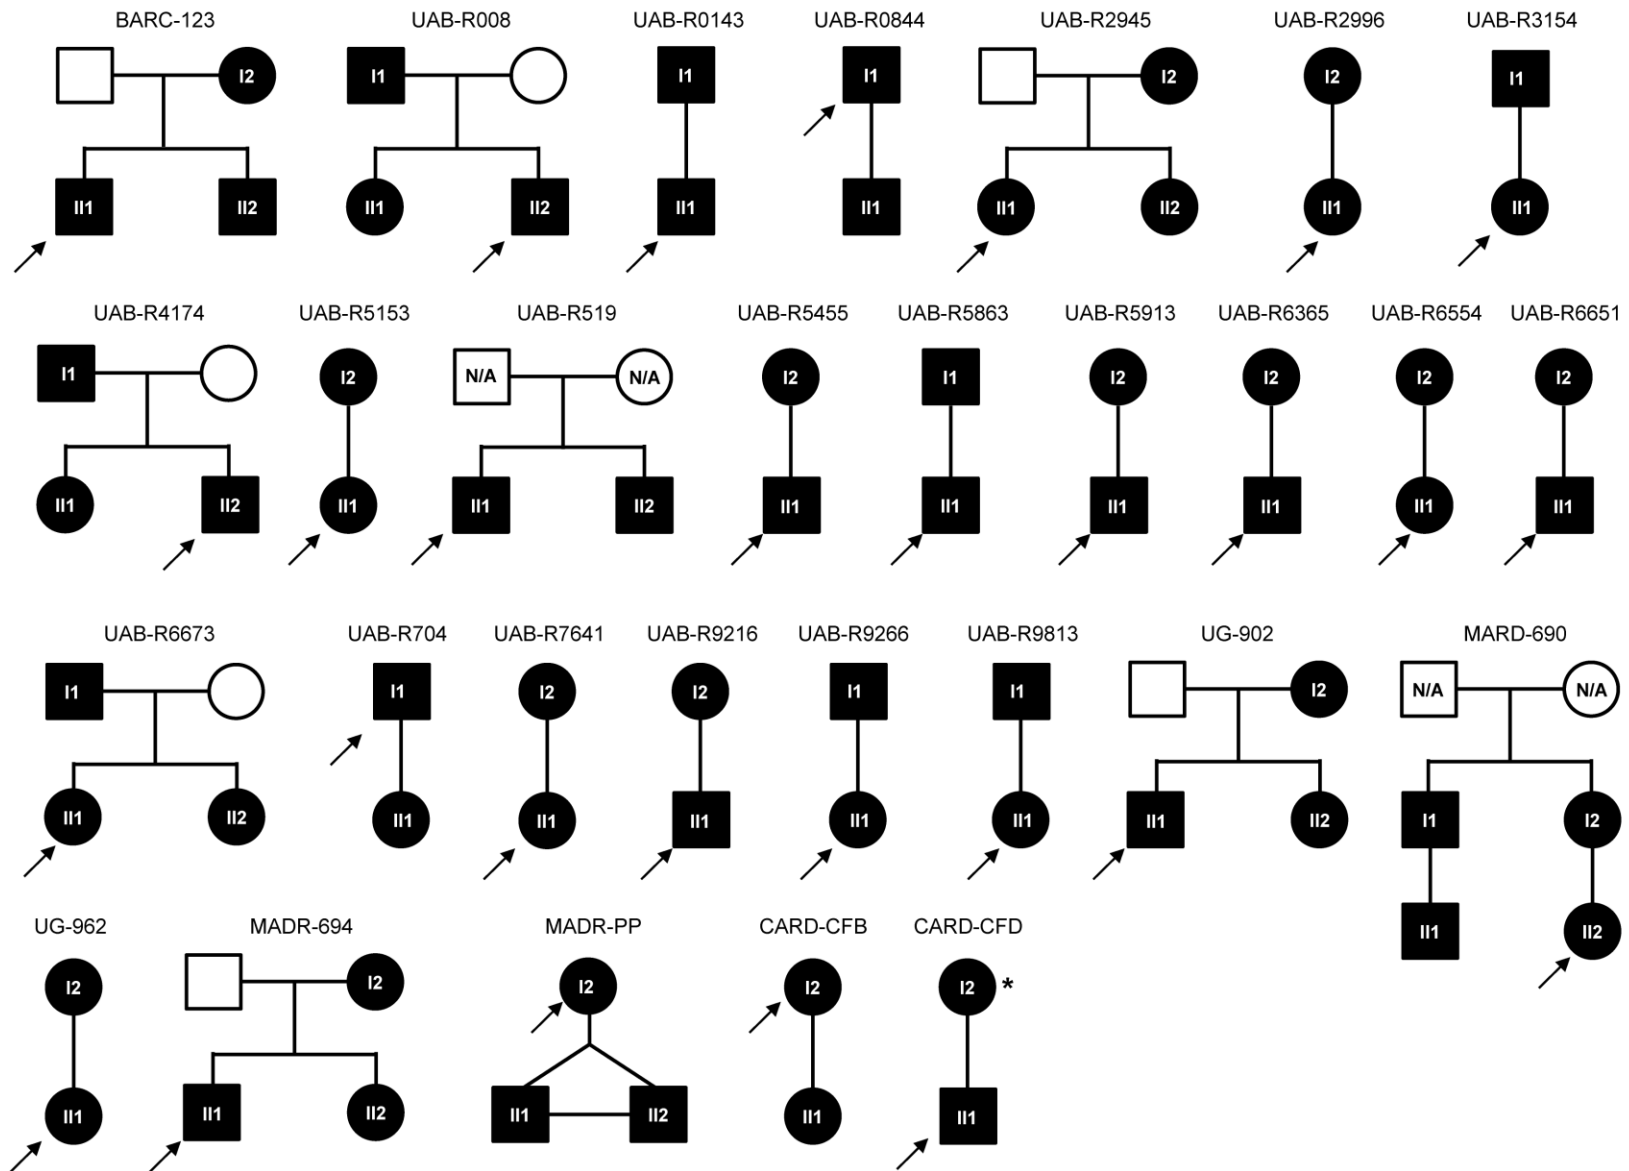 BARC-123 UAB-R008 UAB-R0143 UAB-R0844 UAB-R2945 UAB-R2996 UAB-R3154
I2 I1 I1 I1 I2 I2 I1
II1 II2 II1 II2 II1 II1 II1 II2 II1 II1
UAB-R4174 UAB-R5153 UAB-R519 UAB-R5455 UAB-R5863 UAB-R5913 UAB-R6365 UAB-R6554 UAB-R6651
I1 I2 N/A N/A I2 I1 I2 I2 I2 I2
II1 II2 II1 II1 II2 II1 II1 II1 II1 II1 II1
UAB-R6673 UAB-R704 UAB-R7641 UAB-R9216 UAB-R9266 UAB-R9813 UG-902 MARD-690
I1 I1 I2 I2 I1 I1 I2 N/A N/A
II1 II2 II1 II1 II1 II1 II1 II1 II2 I1 I2
II1 II2
UG-962 MADR-694 MADR-PP CARD-CFB CARD-CFD
I2 I2 I2 I2 I2 *
II1 II1 II2 II1 II2 II1 II1